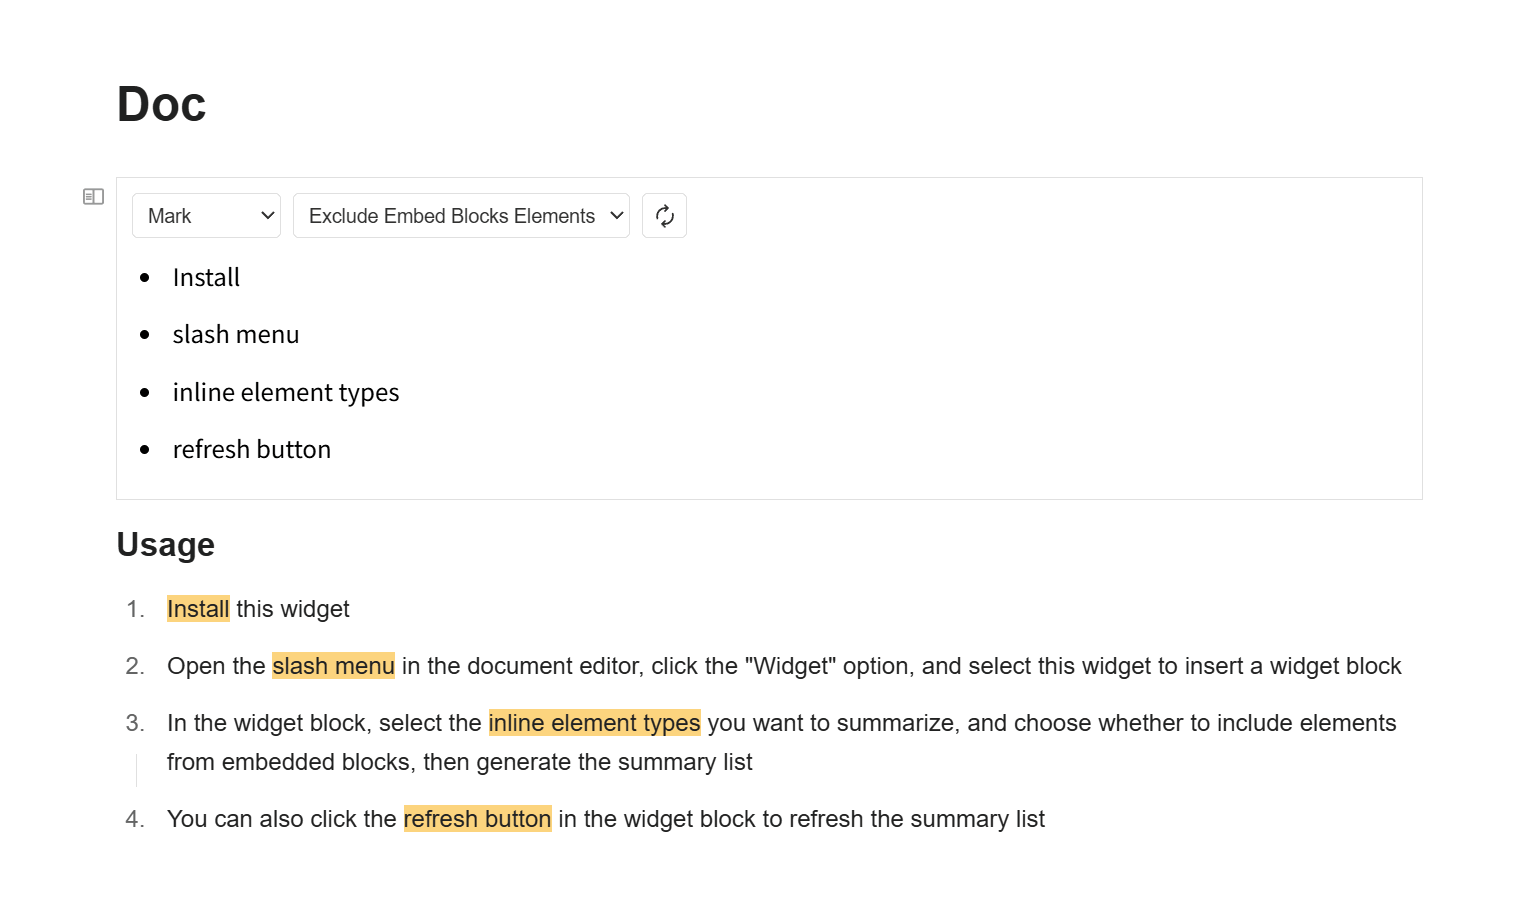 Doc
Mark
Exclude Embed Blocks Elements
• Install
• slash menu
• inline element types
• refresh button
Usage
1. Install this widget
2. Open the slash menu in the document editor, click the "Widget" option, and select this widget to insert a widget block
3. In the widget block, select the inline element types you want to summarize, and choose whether to include elements
from embedded blocks, then generate the summary list
4. You can also click the refresh button in the widget block to refresh the summary list